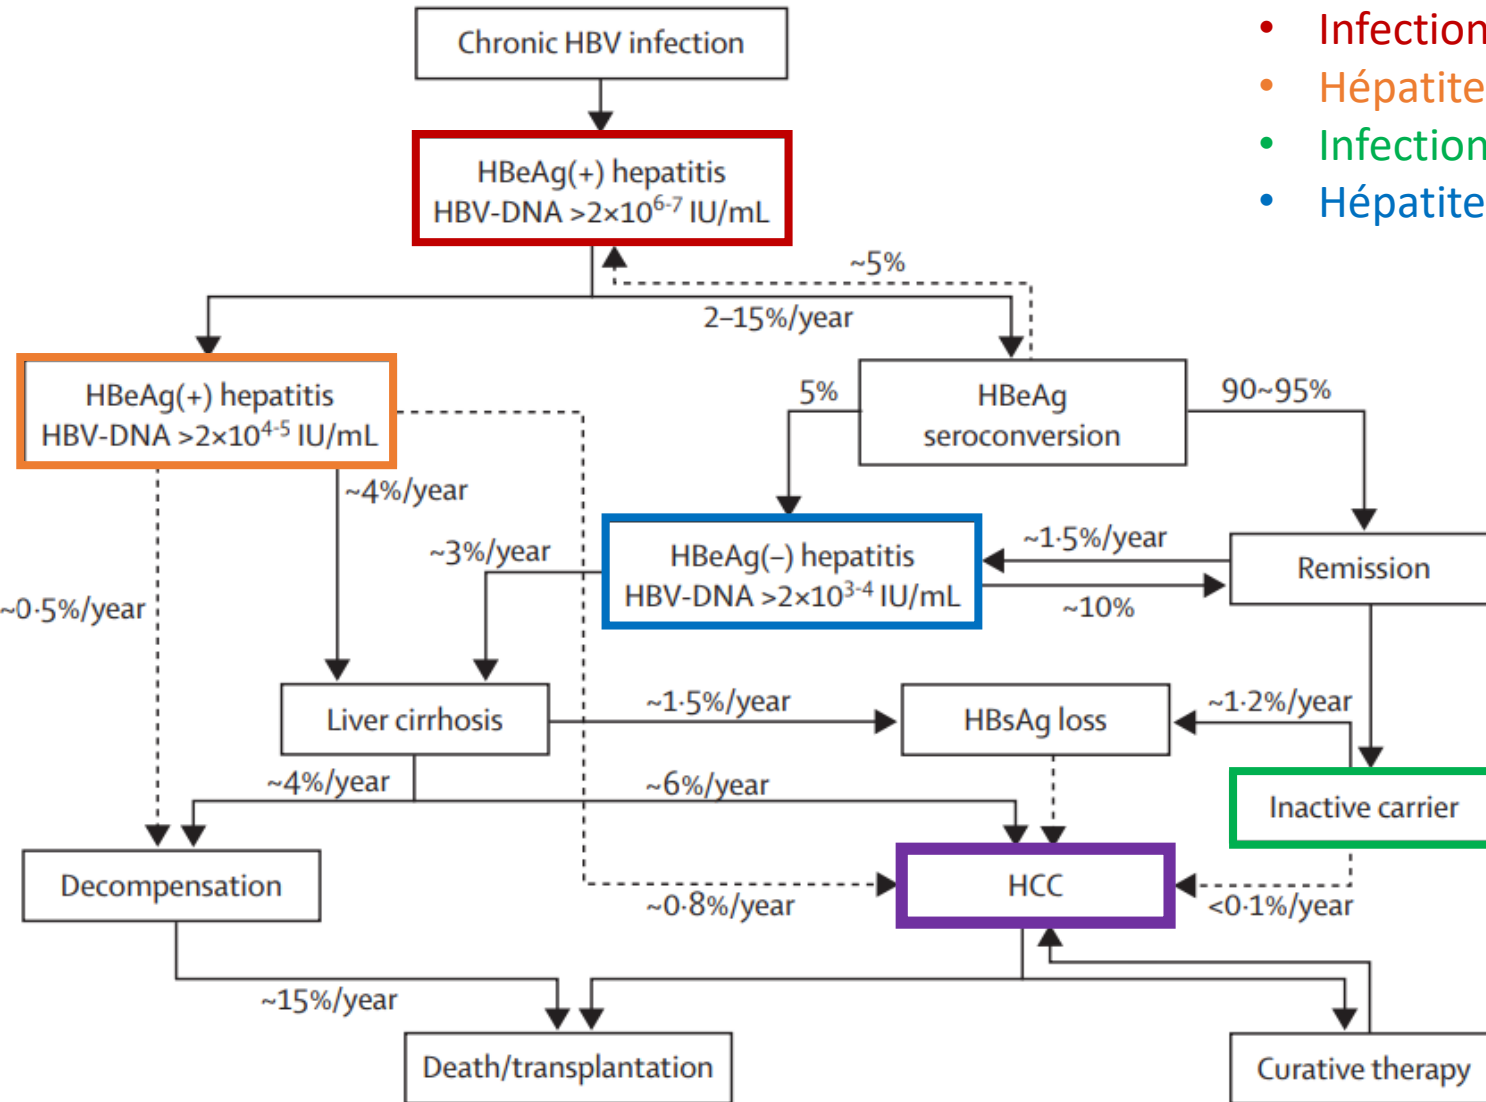 Chronic HBV infection
• Infection
• Hépatite
• Infection
• Hépatite
HBeAg(+) hepatitis
HBV-DNA >2×10⁶⁻⁷ IU/mL
~5%
2–15%/year
HBeAg(+) hepatitis
HBV-DNA >2×10⁴⁻⁵ IU/mL
5%
HBeAg
seroconversion
90~95%
~4%/year
~3%/year
HBeAg(–) hepatitis
HBV-DNA >2×10³⁻⁴ IU/mL
~1·5%/year
~10%
Remission
~0·5%/year
Liver cirrhosis
~1·5%/year
HBsAg loss
~1·2%/year
~4%/year
~6%/year
Inactive carrier
Decompensation
~0·8%/year
HCC
<0·1%/year
~15%/year
Death/transplantation
Curative therapy